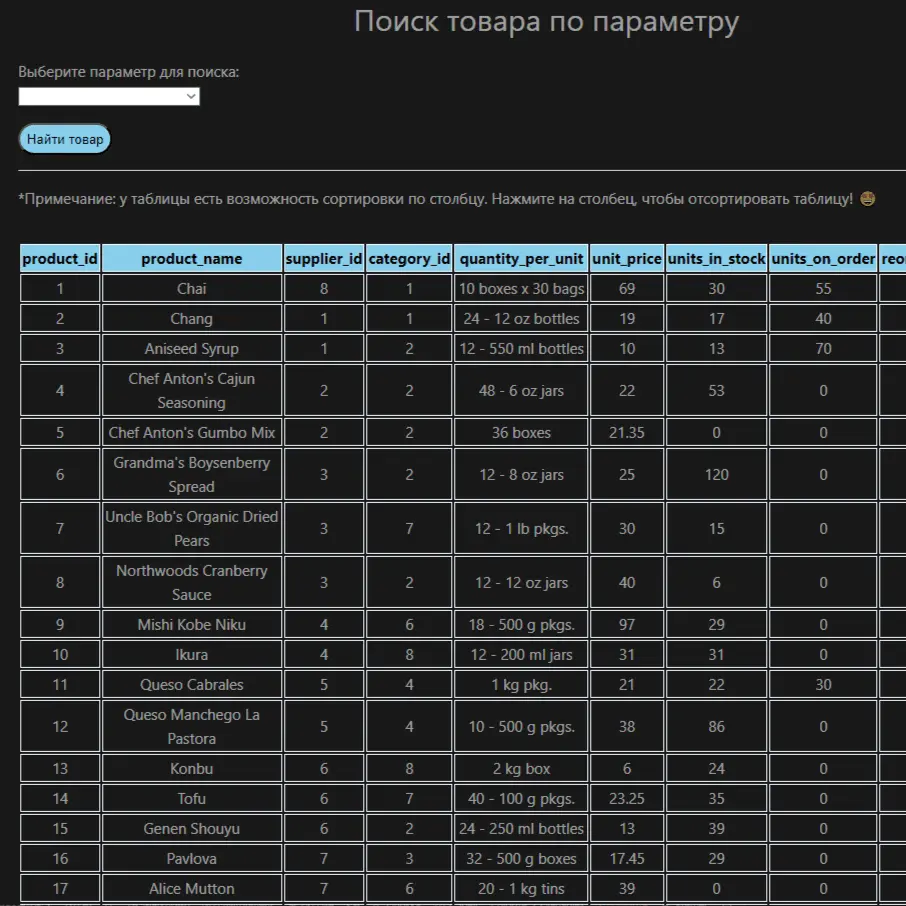 Поиск товара по параметру
Выберите параметр для поиска:
Найти товар
*Примечание: у таблицы есть возможность сортировки по столбцу. Нажмите на столбец, чтобы отсортировать таблицу!
product_id product_name supplier_id category_id quantity_per_unit unit_price units_in_stock units_on_order reo
1 Chai 8 1 10 boxes x 30 bags 69 30 55
2 Chang 1 1 24 - 12 oz bottles 19 17 40
3 Aniseed Syrup 1 2 12 - 550 ml bottles 10 13 70
4 Chef Anton's Cajun Seasoning 2 2 48 - 6 oz jars 22 53 0
5 Chef Anton's Gumbo Mix 2 2 36 boxes 21.35 0 0
6 Grandma's Boysenberry Spread 3 2 12 - 8 oz jars 25 120 0
7 Uncle Bob's Organic Dried Pears 3 7 12 - 1 lb pkgs. 30 15 0
8 Northwoods Cranberry Sauce 3 2 12 - 12 oz jars 40 6 0
9 Mishi Kobe Niku 4 6 18 - 500 g pkgs. 97 29 0
10 Ikura 4 8 12 - 200 ml jars 31 31 0
11 Queso Cabrales 5 4 1 kg pkg. 21 22 30
12 Queso Manchego La Pastora 5 4 10 - 500 g pkgs. 38 86 0
13 Konbu 6 8 2 kg box 6 24 0
14 Tofu 6 7 40 - 100 g pkgs. 23.25 35 0
15 Genen Shouyu 6 2 24 - 250 ml bottles 13 39 0
16 Pavlova 7 3 32 - 500 g boxes 17.45 29 0
17 Alice Mutton 7 6 20 - 1 kg tins 39 0 0